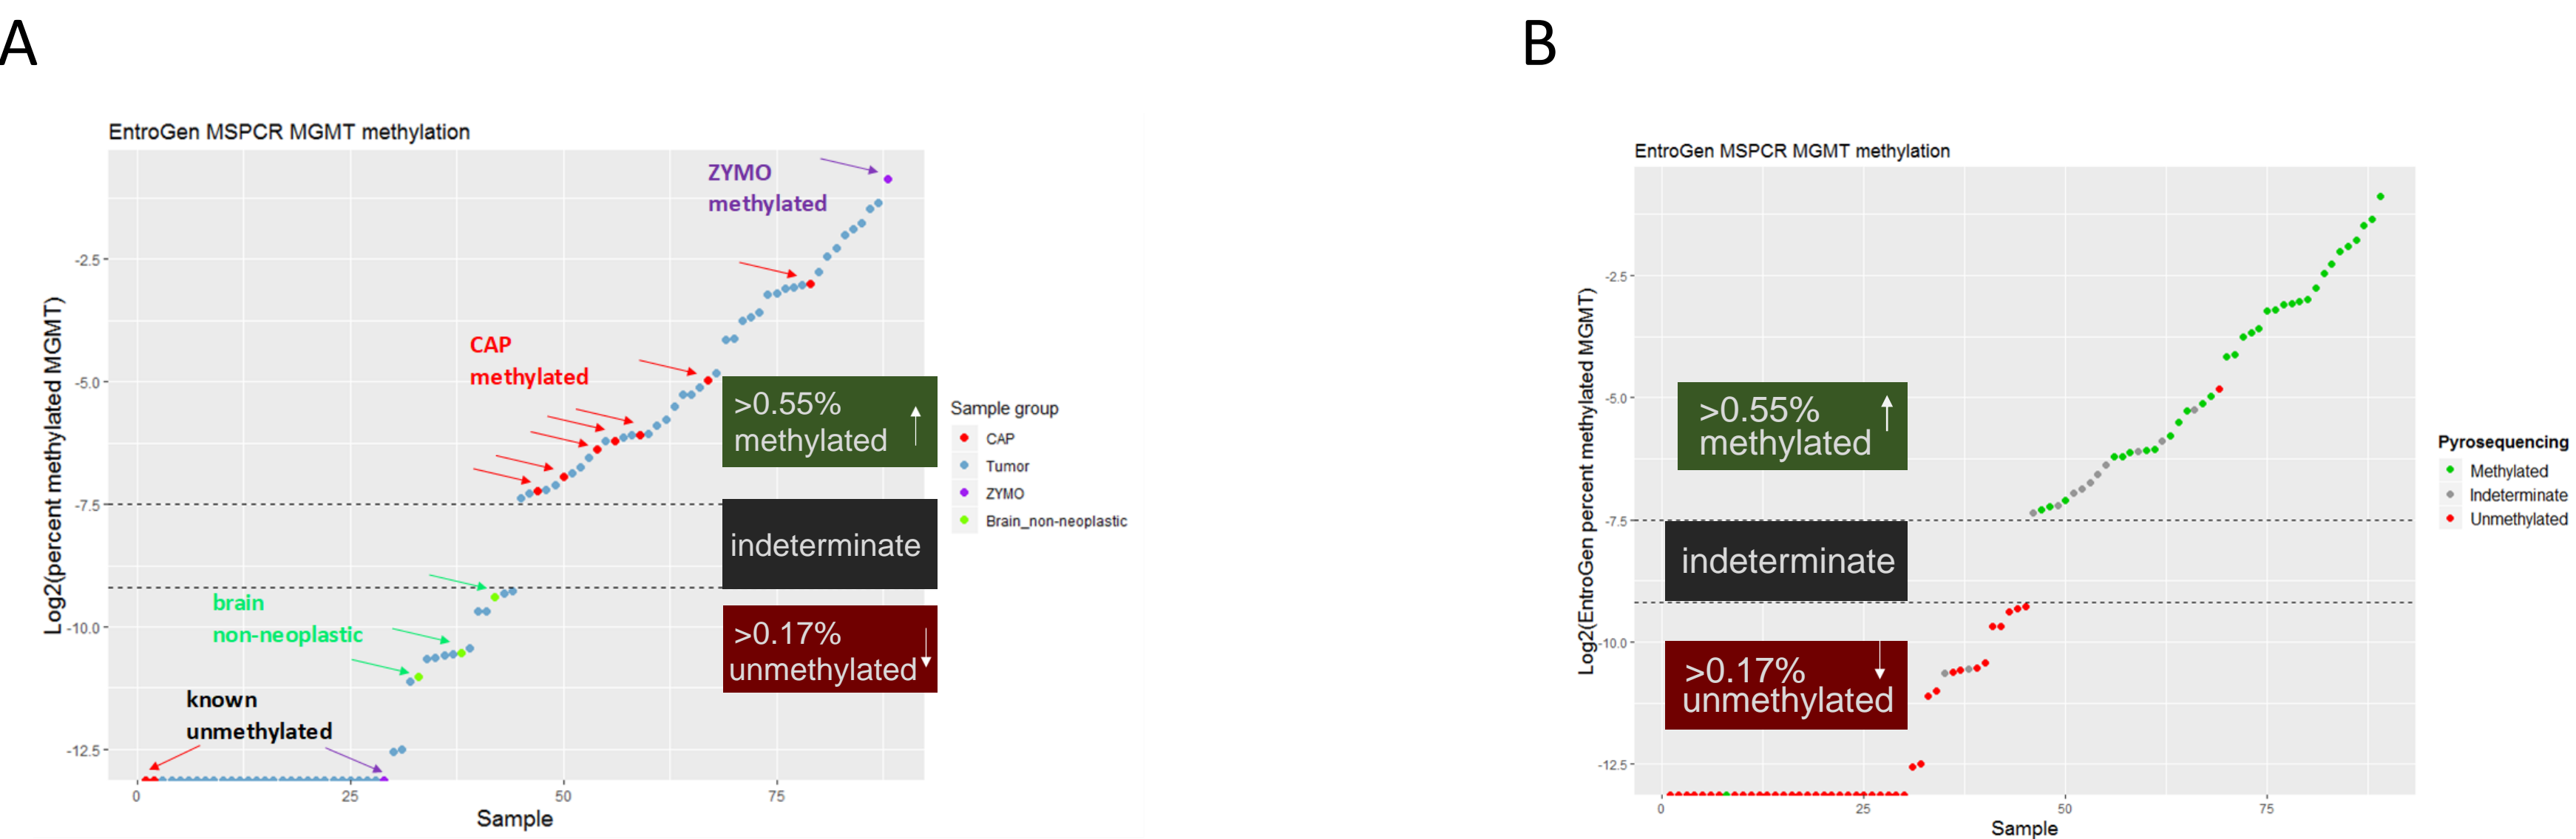 A
EntroGen MSPCR MGMT methylation
Log2(percent methylated MGMT)
-2.5
-5.0
-7.5
-10.0
-12.5
0
25
50
75
Sample
ZYMO
methylated
CAP
methylated
brain
non-neoplastic
known
unmethylated
>0.55%
methylated
indeterminate
>0.17%
unmethylated
Sample group
CAP
Tumor
ZYMO
Brain_non-neoplastic
B
EntroGen MSPCR MGMT methylation
Log2(EntroGen percent methylated MGMT)
-2.5
-5.0
-7.5
-10.0
-12.5
0
25
50
75
Sample
>0.55%
methylated
indeterminate
>0.17%
unmethylated
Pyrosequencing
Methylated
Indeterminate
Unmethylated